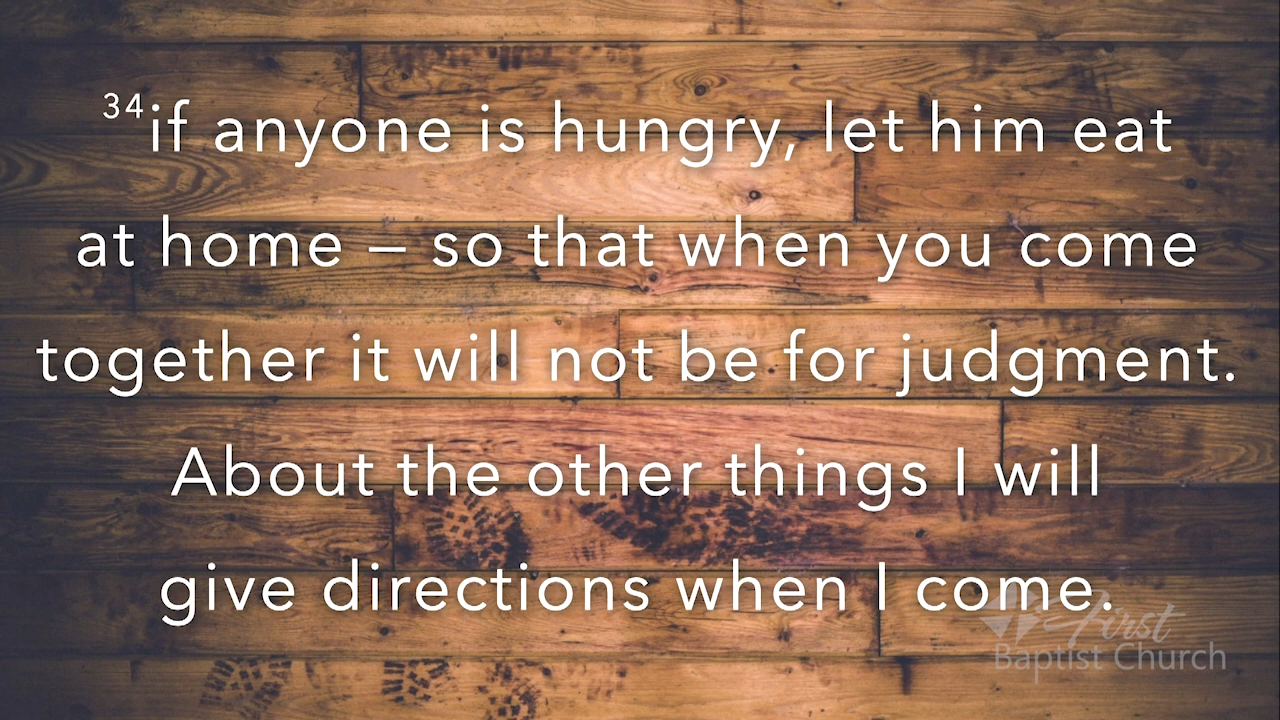 34if anyone is hungry, let him eat
at home – so that when you come
together it will not be for judgment.
About the other things I will
give directions when I come.
First
Baptist Church